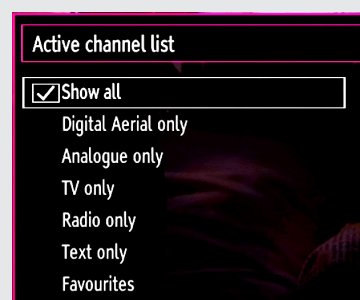 Active channel list
Show all
Digital Aerial only
Analogue only
TV only
Radio only
Text only
Favourites